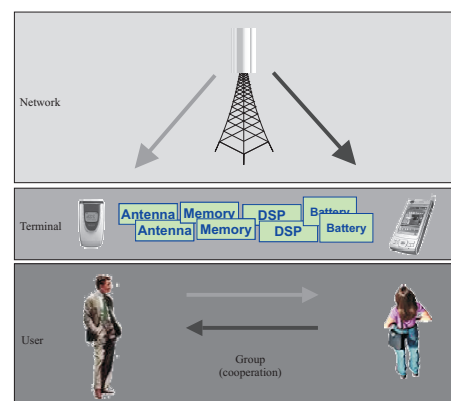 Network
Terminal
Antenna Memory DSP Battery
Antenna Memory DSP Battery
User
Group
(cooperation)